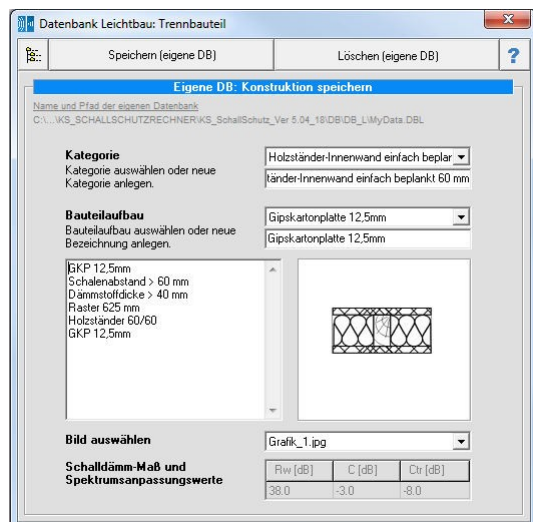 Datenbank Leichtbau: Trennbauteil
Speichern (eigene DB)
Löschen (eigene DB)
?
Eigene DB: Konstruktion speichern
Name und Pfad der eigenen Datenbank
C:\...\KS_SCHALLSCHUTZRECHNER\KS_SchallSchutz_Ver 5.04_18\DB\DB_L\MyData.DBL
Kategorie
Kategorie auswählen oder neue
Kategorie anlegen.
Holzständer-Innenwand einfach beplar
tänder-Innenwand einfach beplankt 60 mm
Bauteilaufbau
Bauteilaufbau auswählen oder neue
Bezeichnung anlegen.
Gipskartonplatte 12,5mm
Gipskartonplatte 12,5mm
GKP 12,5mm
Schalenabstand > 60 mm
Dämmstoffdicke > 40 mm
Raster 625 mm
Holzständer 60/60
GKP 12,5mm
Bild auswählen
Grafik_1.jpg
Schalldämm-Maß und
Spektrumsanpassungswerte
Rw [dB] C [dB] Ctr [dB]
38.0 -3.0 -8.0